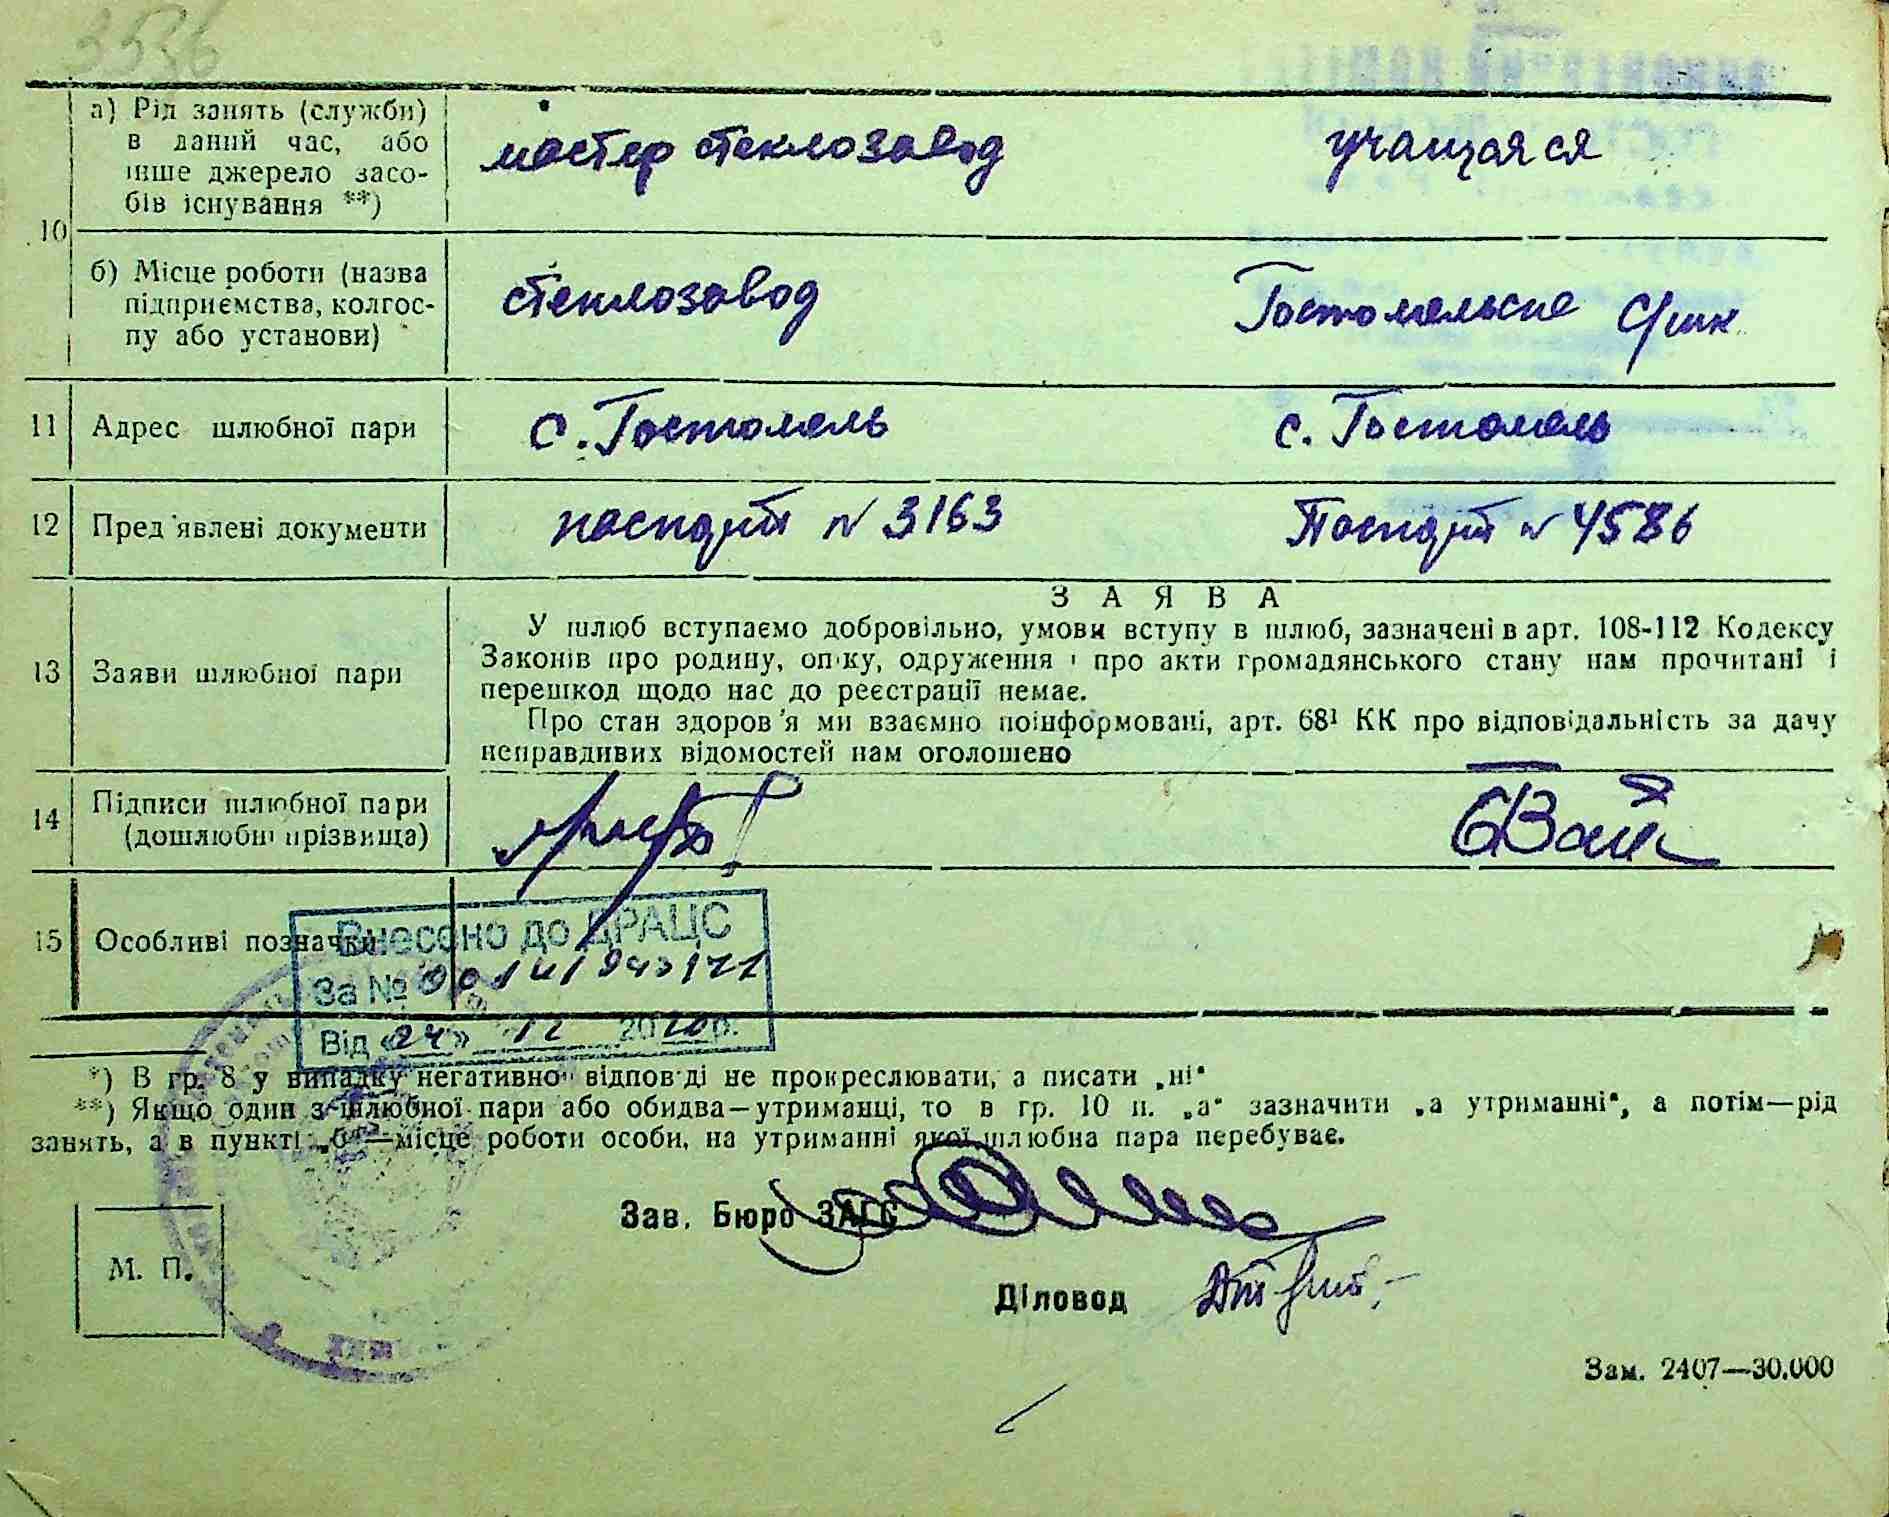 3536
10
а) Рід занять (служби)
в даний час, або
інше джерело засо-
бів існування **)
мастер стеклозавод
учащаяся
б) Місце роботи (назва
підприємства, колгос-
пу або установи)
стеклозавод
Гостомельське
11 Адрес шлюбної пари
с. Гостомель
с. Гостомель
12 Пред'явлені документи
паспорт N 3163
Паспорт N 4586
13 Заяви шлюбної пари
ЗАЯВА
У шлюб вступаємо добровільно, умови вступу в шлюб, зазначені в арт. 108-112 Кодексу
Законів про родину, опіку, одруження і про акти громадянського стану нам прочитані і
перешкод щодо нас до реєстрації немає.
Про стан здоров'я ми взаємно поінформовані, арт. 68¹ КК про відповідальність за дачу
неправдивих відомостей нам оголошено
14 Підписи шлюбної пари
(дошлюбні прізвища)
15 Особливі позначки
Внесено до ДРАЦС
За №
Від «24» 12 2020р.
*) В гр. 8 у випадку негативної відповіді не прокреслювати, а писати „ні"
**) Якщо один з шлюбної пари або обидва—утриманці, то в гр. 10 п. „а" зазначити „а утриманні", а потім—рід
занять, а в пункті „б"—місце роботи особи, на утриманні якої шлюбна пара перебуває.
Зав. Бюро ЗАГС
М. П.
Діловод
Зам. 2407—30.000